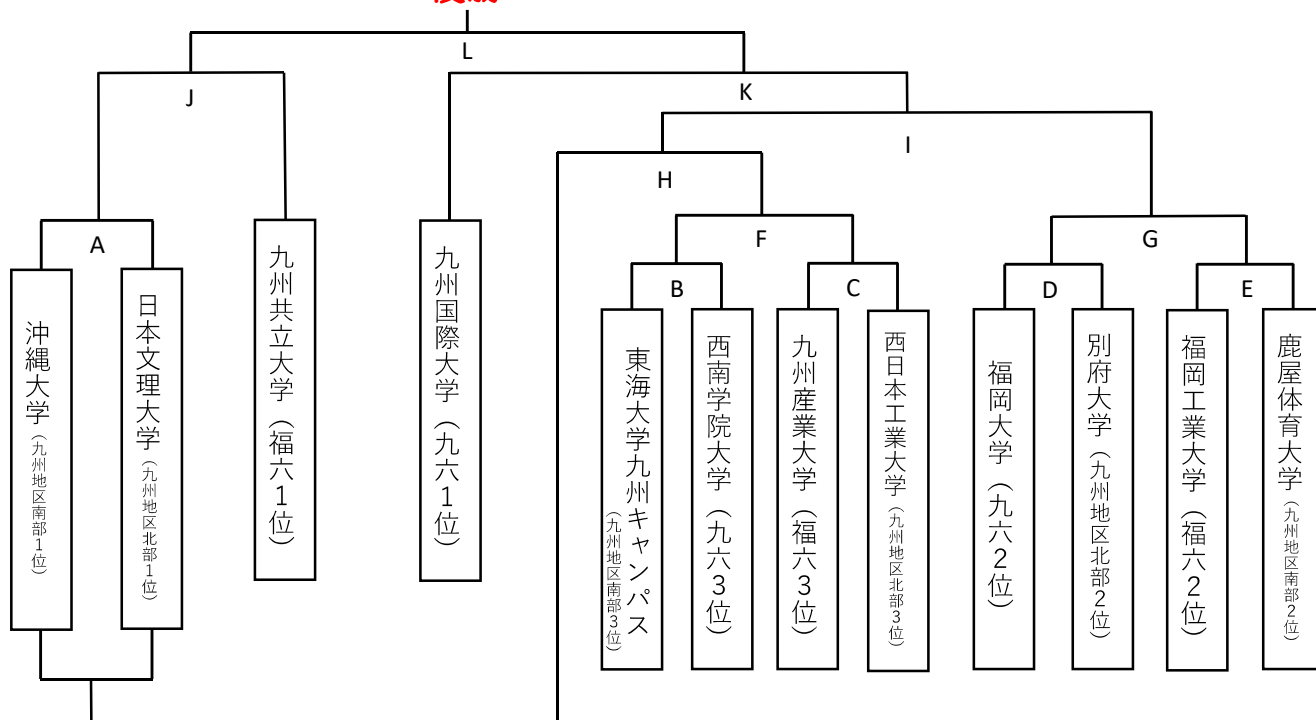 L
J
K
I
H
A
F
G
B
C
D
E
沖縄大学(九州地区南部1位)
日本文理大学(九州地区北部1位)
九州共立大学(福六1位)
九州国際大学(九六1位)
東海大学九州キャンパス
(九州地区南部3位)
西南学院大学(九六3位)
九州産業大学(福六3位)
西日本工業大学(九州地区北部3位)
福岡大学(九六2位)
別府大学(九州地区北部2位)
福岡工業大学(福六2位)
鹿屋体育大学(九州地区南部2位)